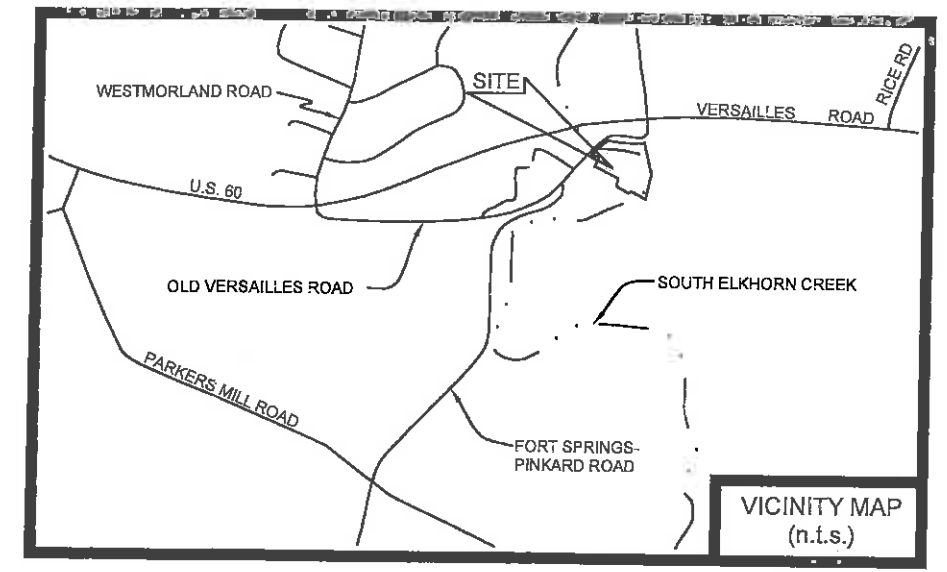 SITE
RICE RD
WESTMORLAND ROAD
VERSAILLES ROAD
U.S. 60
OLD VERSAILLES ROAD
SOUTH ELKHORN CREEK
PARKERS MILL ROAD
FORT SPRINGS-
PINKARD ROAD
VICINITY MAP
(n.t.s.)